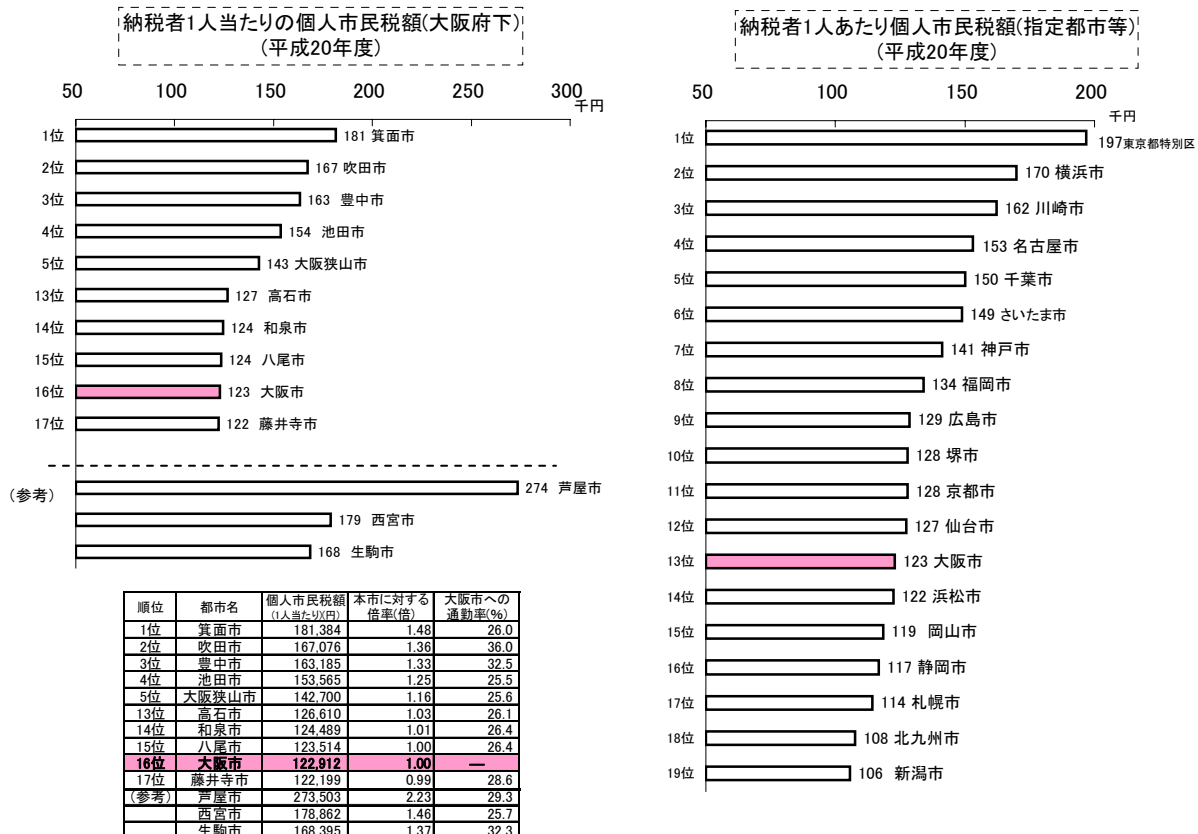 納税者1人当たりの個人市民税額(大阪府下)
(平成20年度)
50 100 150 200 250 300
千円
1位 181 箕面市
2位 167 吹田市
3位 163 豊中市
4位 154 池田市
5位 143 大阪狭山市
13位 127 高石市
14位 124 和泉市
15位 124 八尾市
16位 123 大阪市
17位 122 藤井寺市
(参考) 274 芦屋市
179 西宮市
168 生駒市
順位 都市名 個人市民税額 本市に対する 大阪市への
(1人当たり)(円) 倍率(倍) 通勤率(%)
1位 箕面市 181,384 1.48 26.0
2位 吹田市 167,076 1.36 36.0
3位 豊中市 163,185 1.33 32.5
4位 池田市 153,565 1.25 25.5
5位 大阪狭山市 142,700 1.16 25.6
13位 高石市 126,610 1.03 26.1
14位 和泉市 124,489 1.01 26.4
15位 八尾市 123,514 1.00 26.4
16位 大阪市 122,912 1.00 ―
17位 藤井寺市 122,199 0.99 28.6
(参考) 芦屋市 273,503 2.23 29.3
西宮市 178,862 1.46 25.7
生駒市 168,395 1.37 32.3
納税者1人あたり個人市民税額(指定都市等)
(平成20年度)
50 100 150 200
千円
1位 197東京都特別区
2位 170 横浜市
3位 162 川崎市
4位 153 名古屋市
5位 150 千葉市
6位 149 さいたま市
7位 141 神戸市
8位 134 福岡市
9位 129 広島市
10位 128 堺市
11位 128 京都市
12位 127 仙台市
13位 123 大阪市
14位 122 浜松市
15位 119 岡山市
16位 117 静岡市
17位 114 札幌市
18位 108 北九州市
19位 106 新潟市